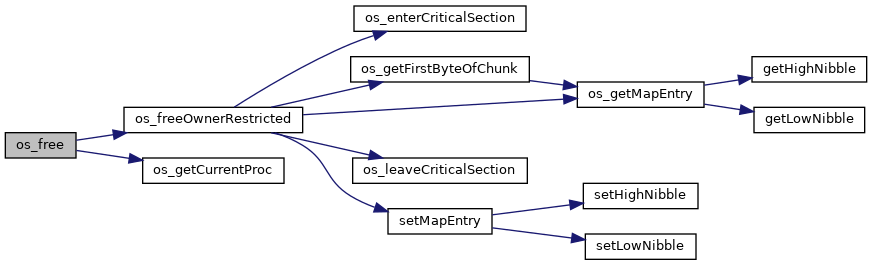 os_free
os_freeOwnerRestricted
os_getCurrentProc
os_enterCriticalSection
os_getFirstByteOfChunk
os_leaveCriticalSection
setMapEntry
os_getMapEntry
setHighNibble
setLowNibble
getHighNibble
getLowNibble